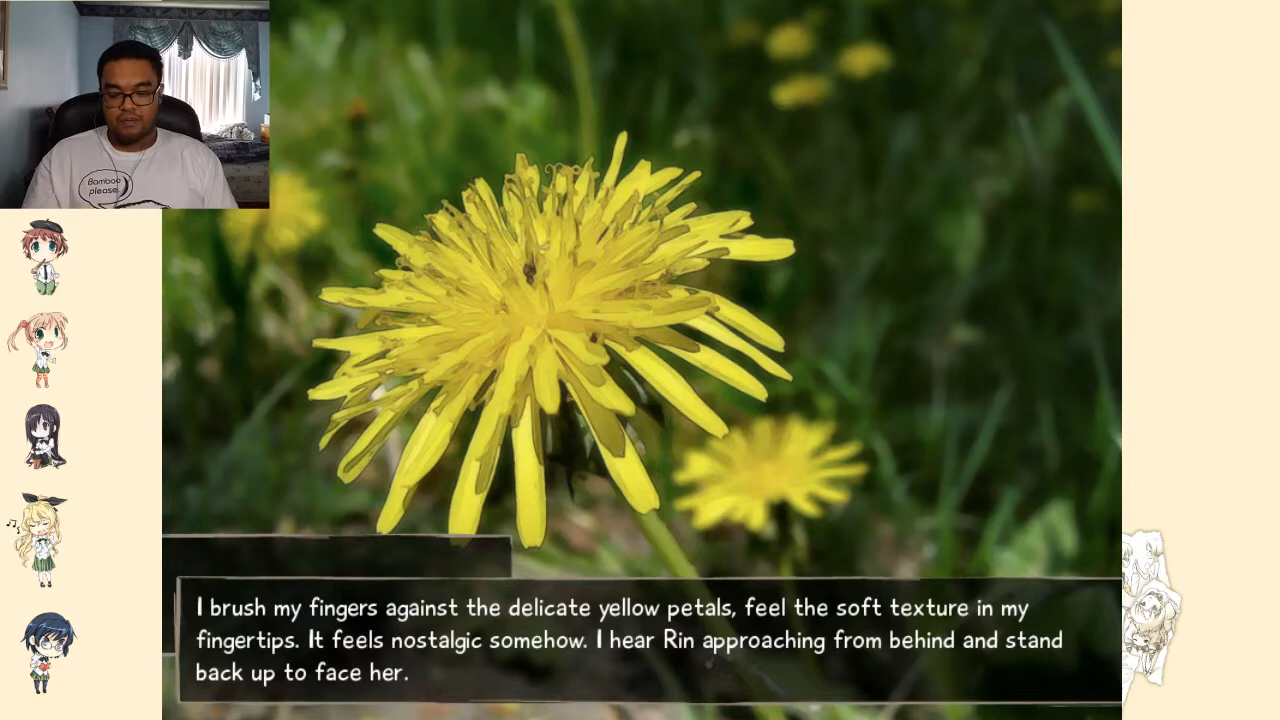 Bamboo
please.
I brush my fingers against the delicate yellow petals, feel the soft texture in my
fingertips. It feels nostalgic somehow. I hear Rin approaching from behind and stand
back up to face her.